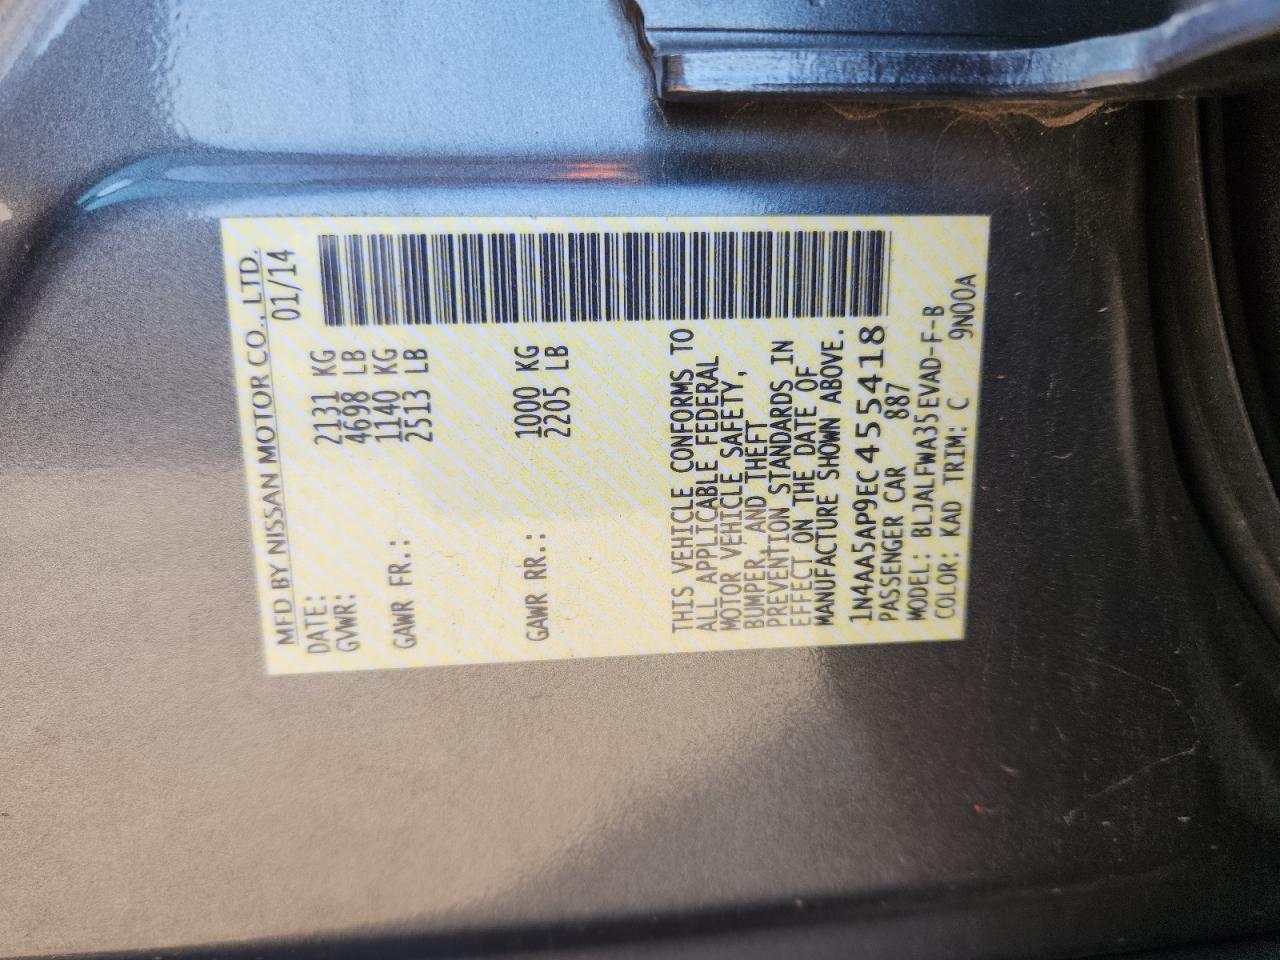 MFD BY NISSAN MOTOR CO., LTD.
DATE: 01/14
GVWR: 2131 KG
4698 LB
GAWR FR.: 1140 KG
2513 LB
GAWR RR.: 1000 KG
2205 LB
THIS VEHICLE CONFORMS TO
ALL APPLICABLE FEDERAL
MOTOR VEHICLE SAFETY,
BUMPER, AND THEFT
PREVENTION STANDARDS IN
EFFECT ON THE DATE OF
MANUFACTURE SHOWN ABOVE.
1N4AA5AP9EC455418
PASSENGER CAR 887
MODEL: BLJALFWA35EVAD-F-B
COLOR: KAD TRIM: C 9N00A